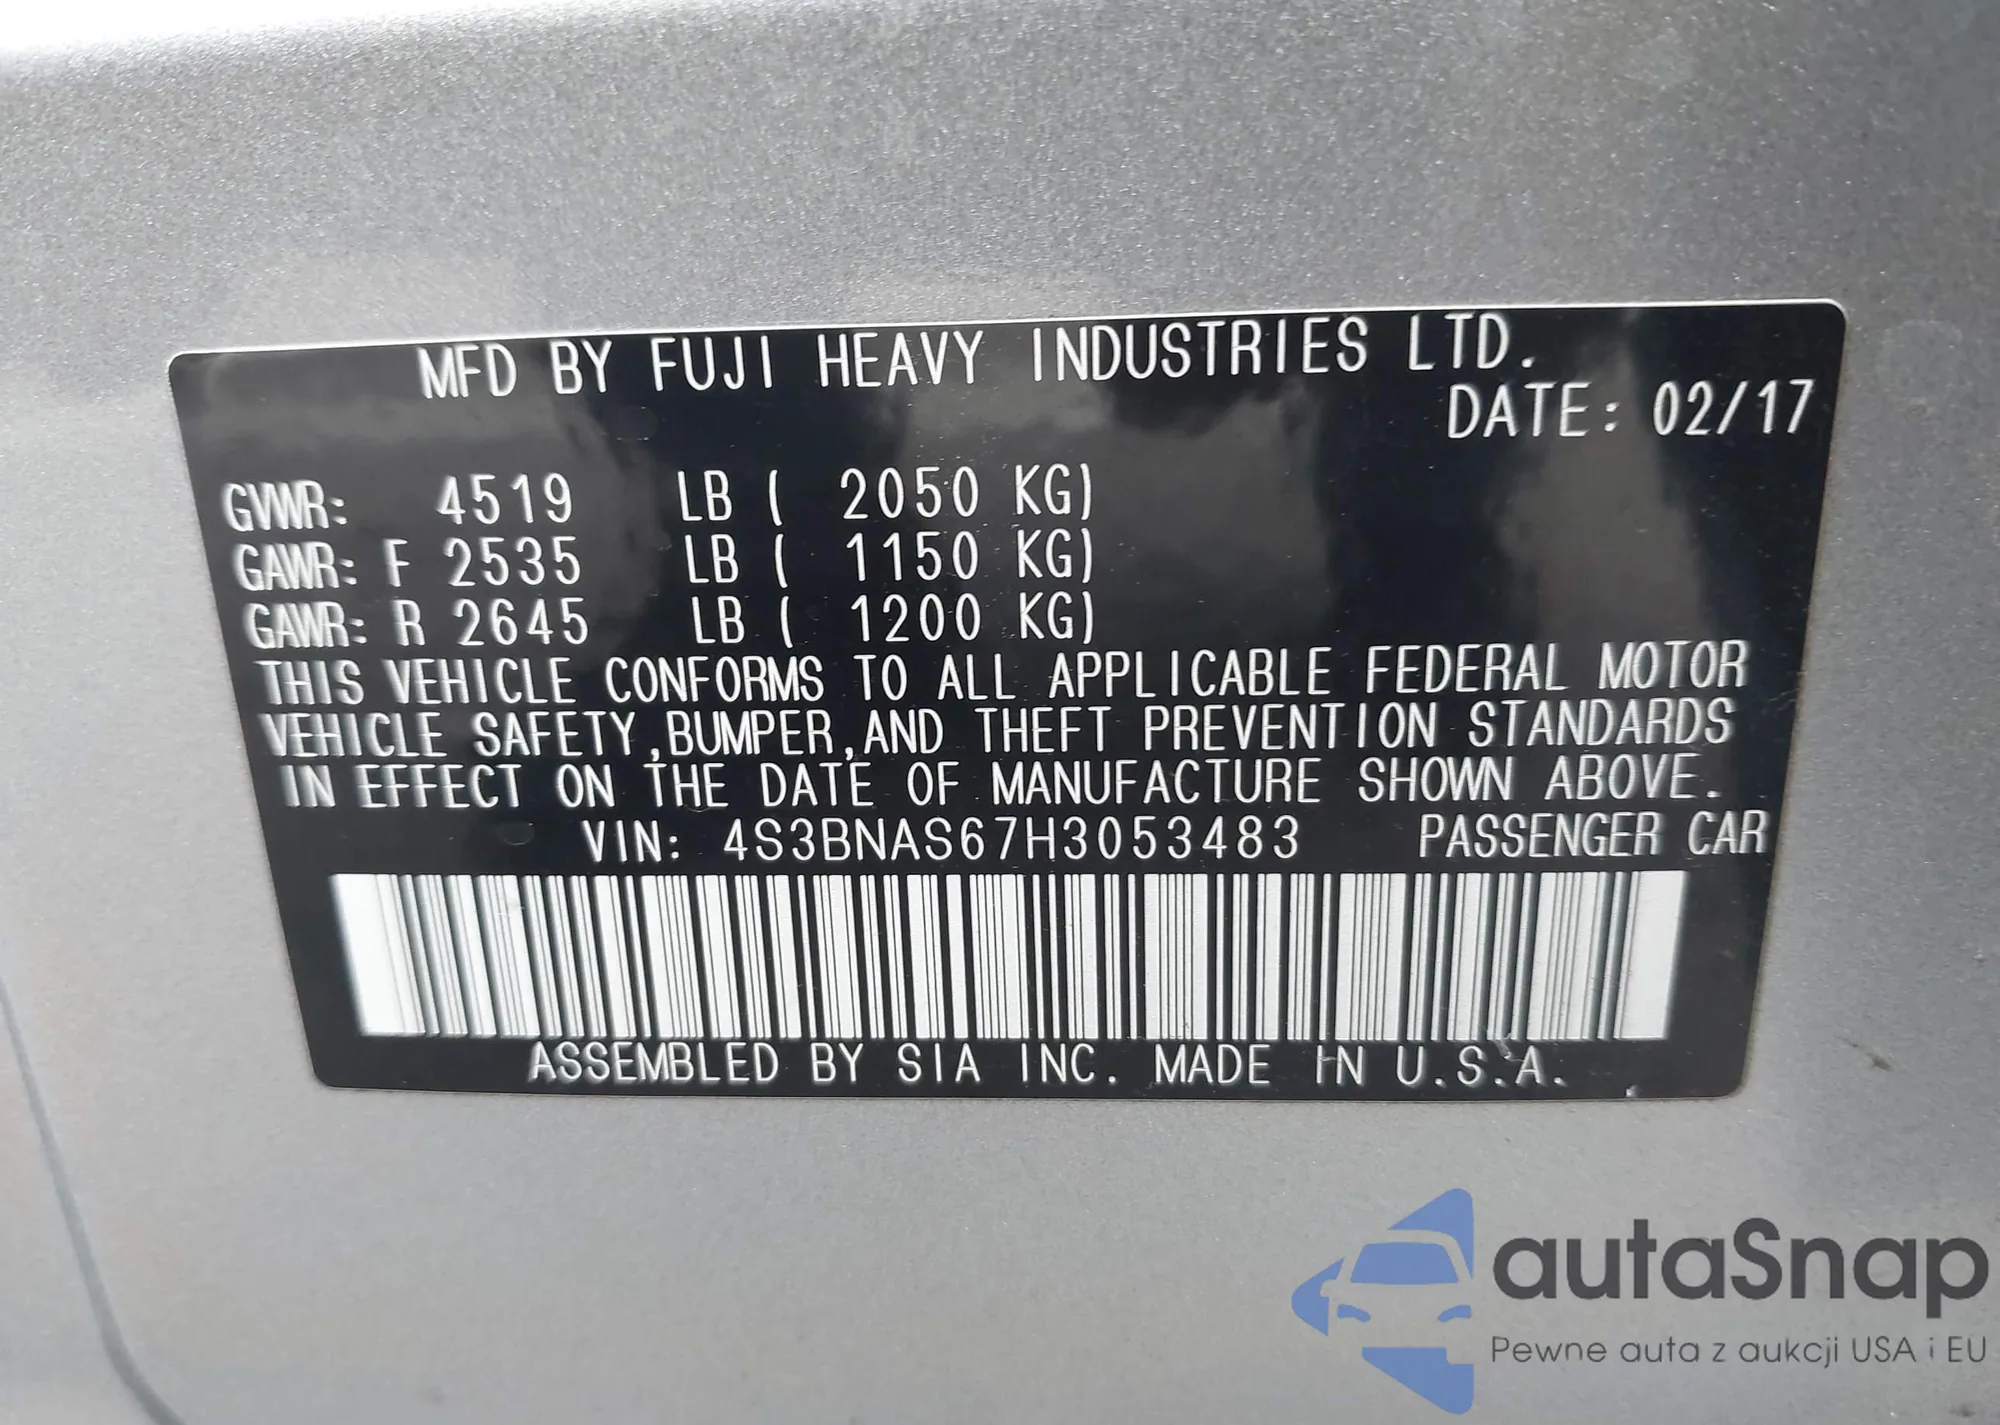 MFD BY FUJI HEAVY INDUSTRIES LTD.
DATE: 02/17
GVWR: 4519 LB ( 2050 KG)
GAWR: F 2535 LB ( 1150 KG)
GAWR: R 2645 LB ( 1200 KG)
THIS VEHICLE CONFORMS TO ALL APPLICABLE FEDERAL MOTOR
VEHICLE SAFETY,BUMPER,AND THEFT PREVENTION STANDARDS
IN EFFECT ON THE DATE OF MANUFACTURE SHOWN ABOVE.
VIN: 4S3BNAS67H3053483 PASSENGER CAR
ASSEMBLED BY SIA INC. MADE IN U.S.A.
autaSnap
Pewne auta z aukcji USA i EU